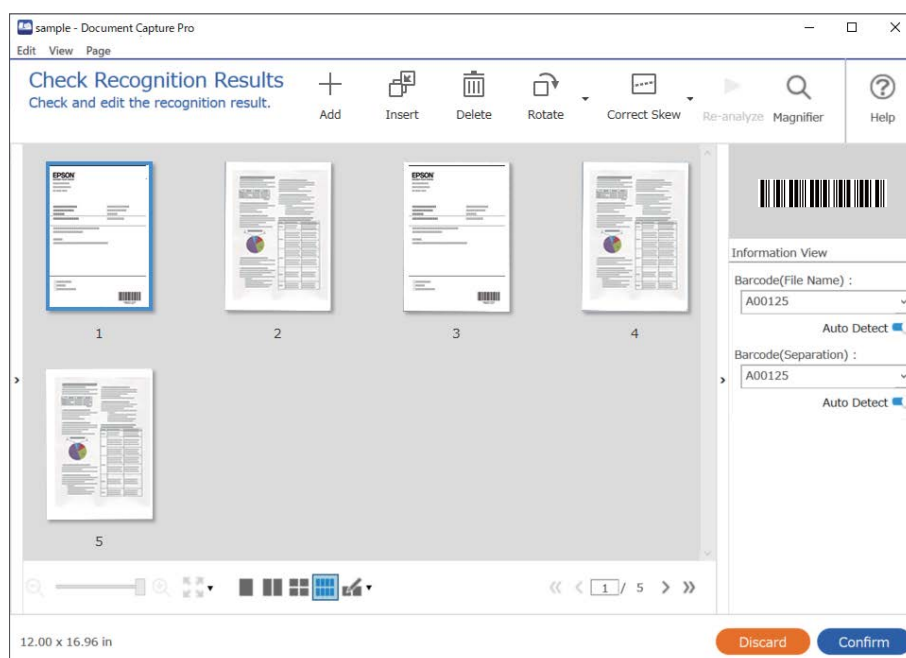 sample - Document Capture Pro
Edit View Page
Check Recognition Results
Check and edit the recognition result.
Add
Insert
Delete
Rotate
Correct Skew
Re-analyze
Magnifier
Help
EPSON
EPSON
1
2
3
4
5
Information View
Barcode(File Name) :
A00125
Auto Detect
Barcode(Separation) :
A00125
Auto Detect
1 / 5
12.00 x 16.96 in
Discard
Confirm